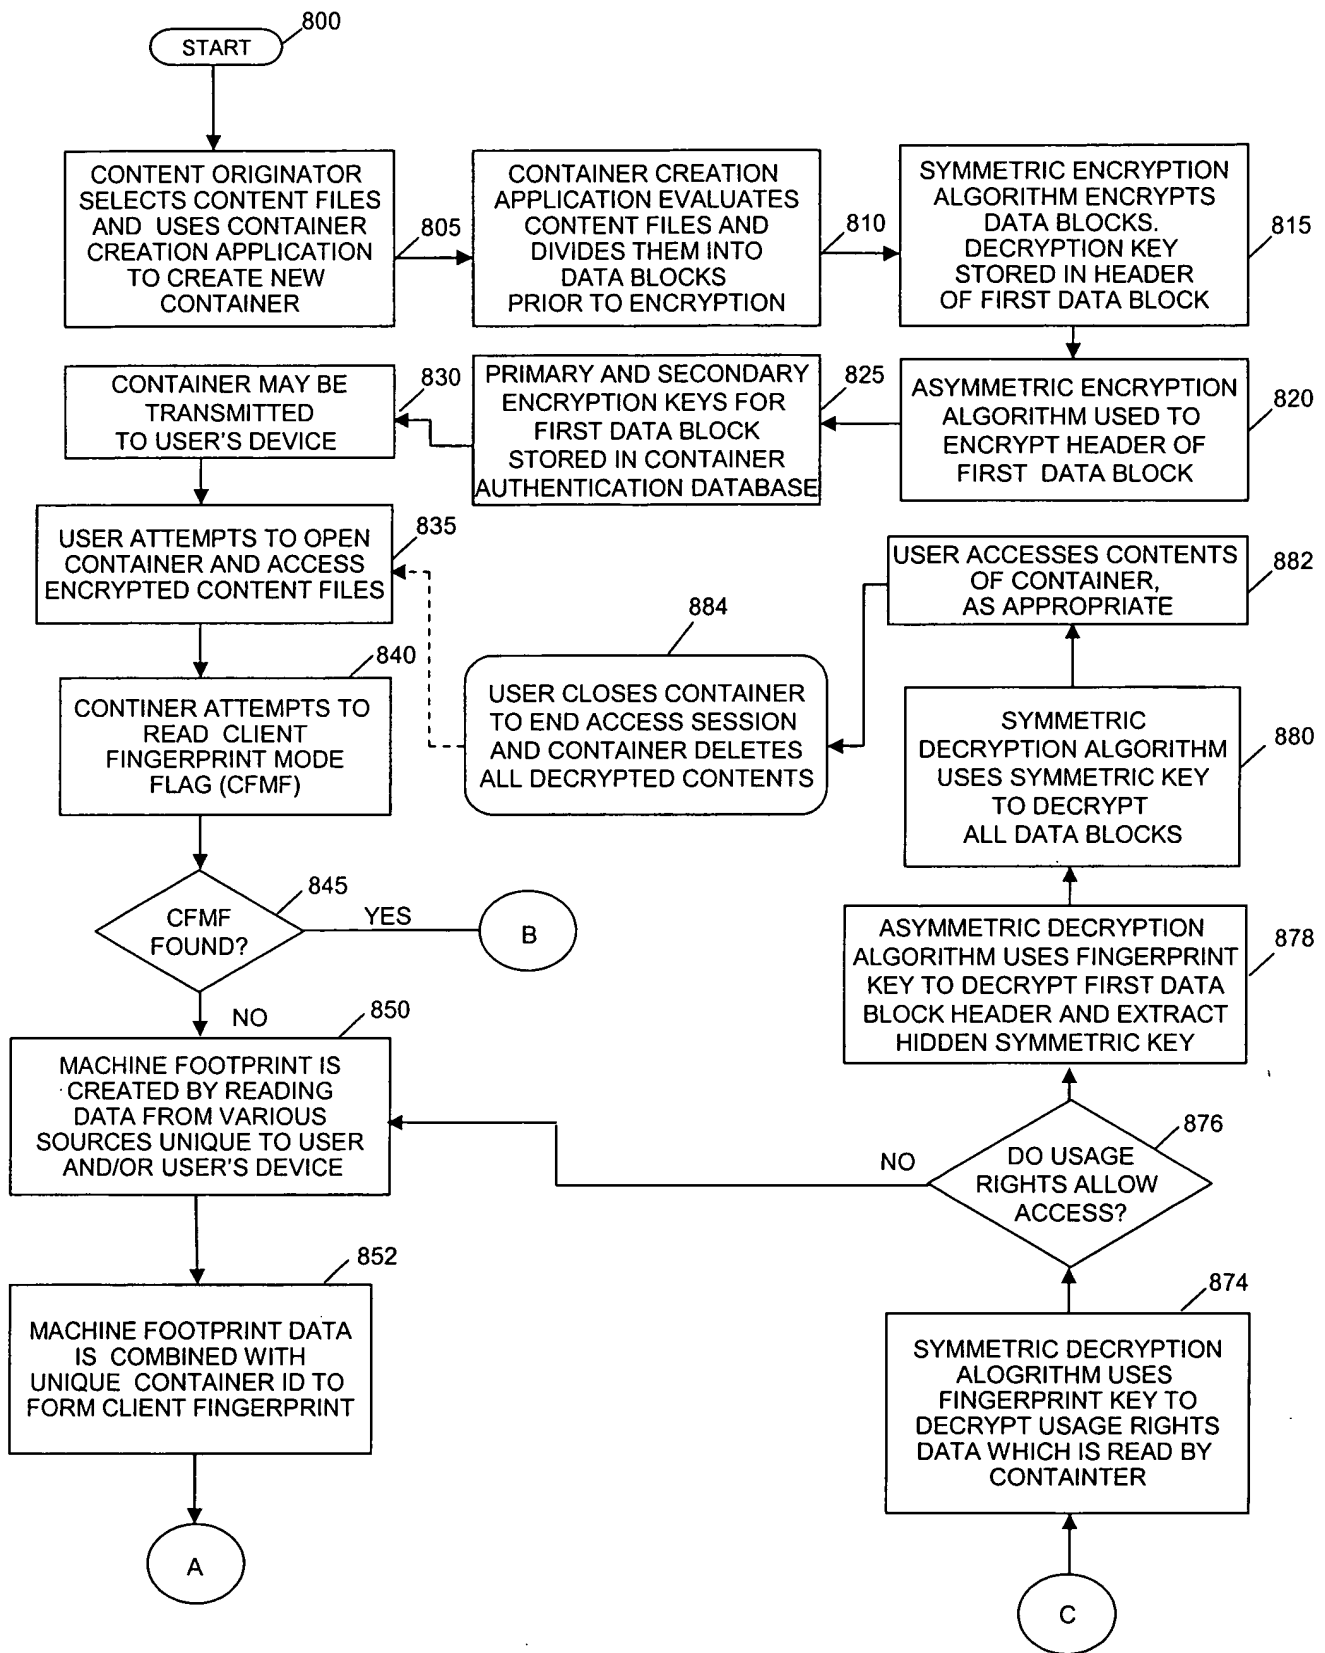 START
800
CONTENT ORIGINATOR
SELECTS CONTENT FILES
AND USES CONTAINER
CREATION APPLICATION
TO CREATE NEW
CONTAINER
805
CONTAINER CREATION
APPLICATION EVALUATES
CONTENT FILES AND
DIVIDES THEM INTO
DATA BLOCKS
PRIOR TO ENCRYPTION
810
SYMMETRIC ENCRYPTION
ALGORITHM ENCRYPTS
DATA BLOCKS.
DECRYPTION KEY
STORED IN HEADER
OF FIRST DATA BLOCK
815
ASYMMETRIC ENCRYPTION
ALGORITHM USED TO
ENCRYPT HEADER OF
FIRST DATA BLOCK
820
PRIMARY AND SECONDARY
ENCRYPTION KEYS FOR
FIRST DATA BLOCK
STORED IN CONTAINER
AUTHENTICATION DATABASE
825
CONTAINER MAY BE
TRANSMITTED
TO USER'S DEVICE
830
USER ATTEMPTS TO OPEN
CONTAINER AND ACCESS
ENCRYPTED CONTENT FILES
835
CONTINER ATTEMPTS TO
READ CLIENT
FINGERPRINT MODE
FLAG (CFMF)
840
CFMF
FOUND?
845
YES
B
NO
MACHINE FOOTPRINT IS
CREATED BY READING
DATA FROM VARIOUS
SOURCES UNIQUE TO USER
AND/OR USER'S DEVICE
850
MACHINE FOOTPRINT DATA
IS COMBINED WITH
UNIQUE CONTAINER ID TO
FORM CLIENT FINGERPRINT
852
A
C
SYMMETRIC DECRYPTION
ALOGRITHM USES
FINGERPRINT KEY TO
DECRYPT USAGE RIGHTS
DATA WHICH IS READ BY
CONTAINTER
874
DO USAGE
RIGHTS ALLOW
ACCESS?
876
NO
ASYMMETRIC DECRYPTION
ALGORITHM USES FINGERPRINT
KEY TO DECRYPT FIRST DATA
BLOCK HEADER AND EXTRACT
HIDDEN SYMMETRIC KEY
878
SYMMETRIC
DECRYPTION ALGORITHM
USES SYMMETRIC KEY
TO DECRYPT
ALL DATA BLOCKS
880
USER ACCESSES CONTENTS
OF CONTAINER,
AS APPROPRIATE
882
USER CLOSES CONTAINER
TO END ACCESS SESSION
AND CONTAINER DELETES
ALL DECRYPTED CONTENTS
884